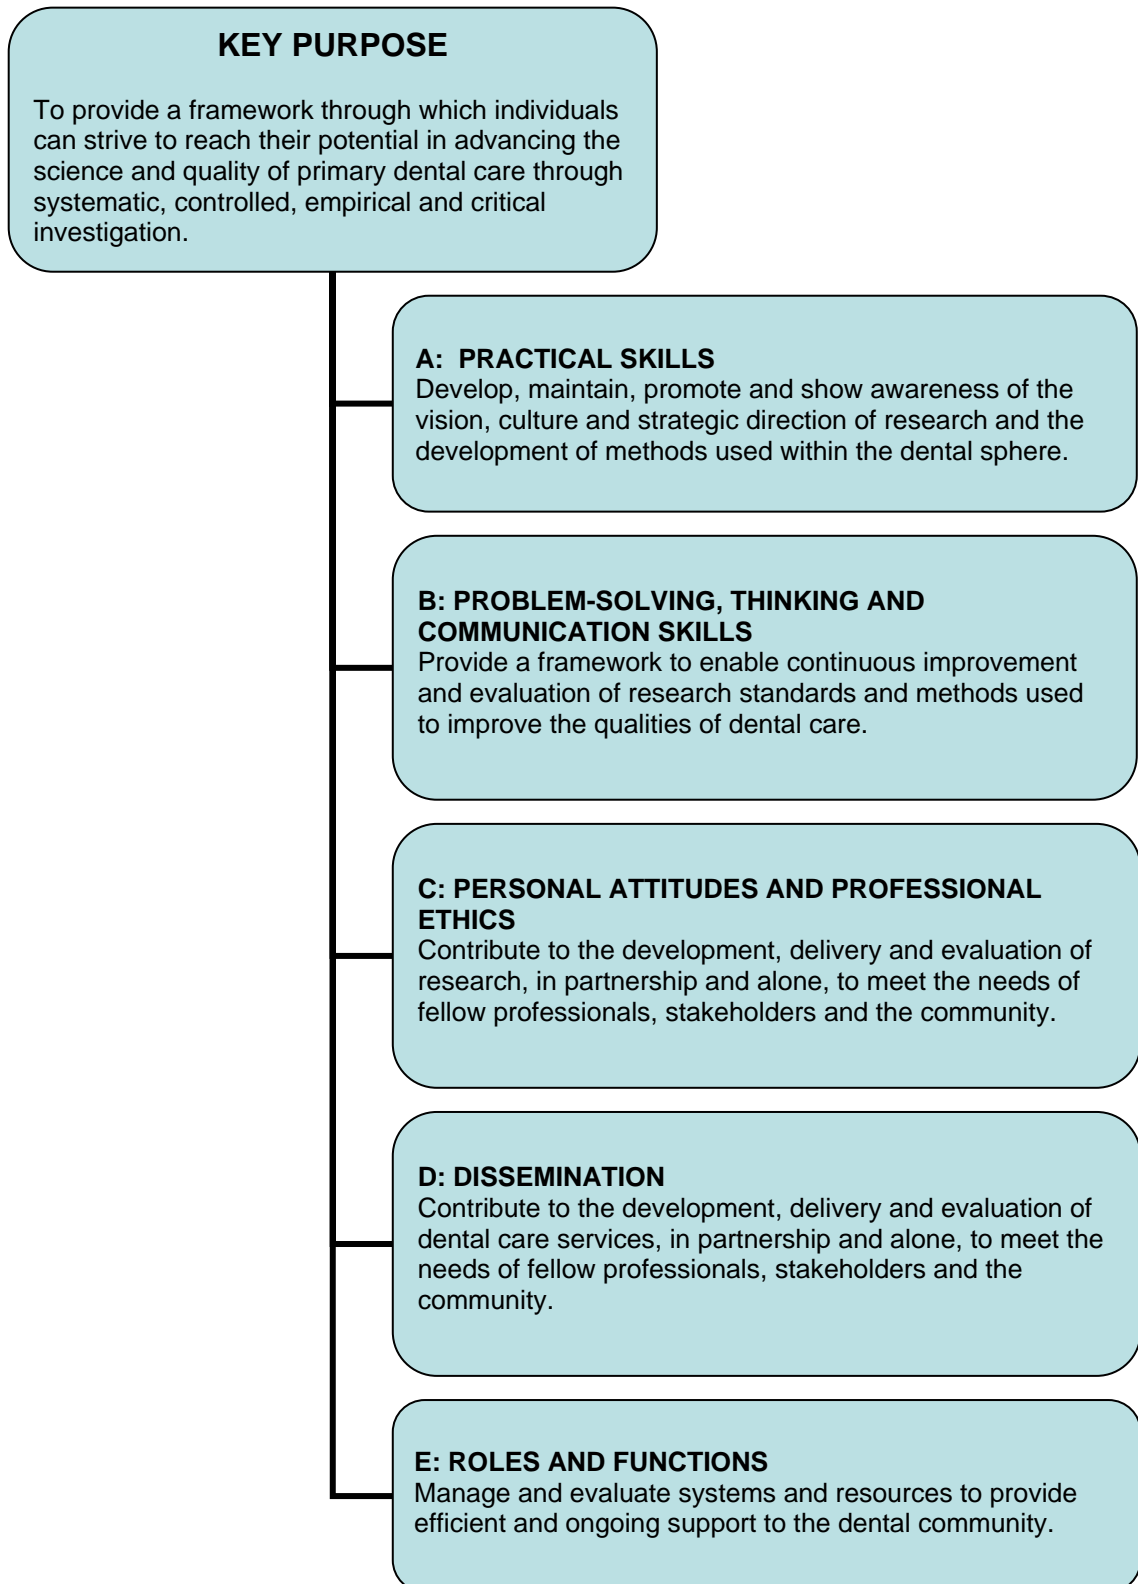 KEY PURPOSE
To provide a framework through which individuals
can strive to reach their potential in advancing the
science and quality of primary dental care through
systematic, controlled, empirical and critical
investigation.
A:  PRACTICAL SKILLS
Develop, maintain, promote and show awareness of the
vision, culture and strategic direction of research and the
development of methods used within the dental sphere.
B: PROBLEM-SOLVING, THINKING AND
COMMUNICATION SKILLS
Provide a framework to enable continuous improvement
and evaluation of research standards and methods used
to improve the qualities of dental care.
C: PERSONAL ATTITUDES AND PROFESSIONAL
ETHICS
Contribute to the development, delivery and evaluation of
research, in partnership and alone, to meet the needs of
fellow professionals, stakeholders and the community.
D: DISSEMINATION
Contribute to the development, delivery and evaluation of
dental care services, in partnership and alone, to meet the
needs of fellow professionals, stakeholders and the
community.
E: ROLES AND FUNCTIONS
Manage and evaluate systems and resources to provide
efficient and ongoing support to the dental community.